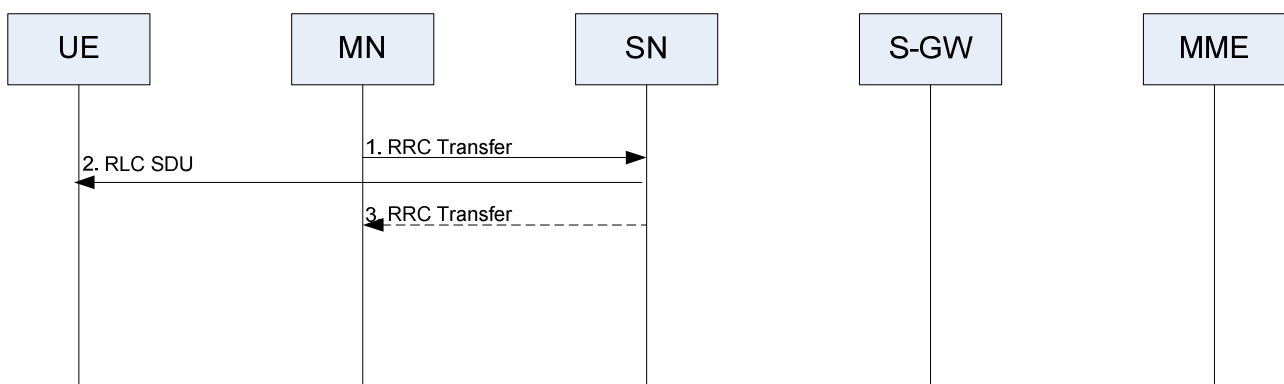 UE
MN
SN
S-GW
MME
1. RRC Transfer
2. RLC SDU
3. RRC Transfer